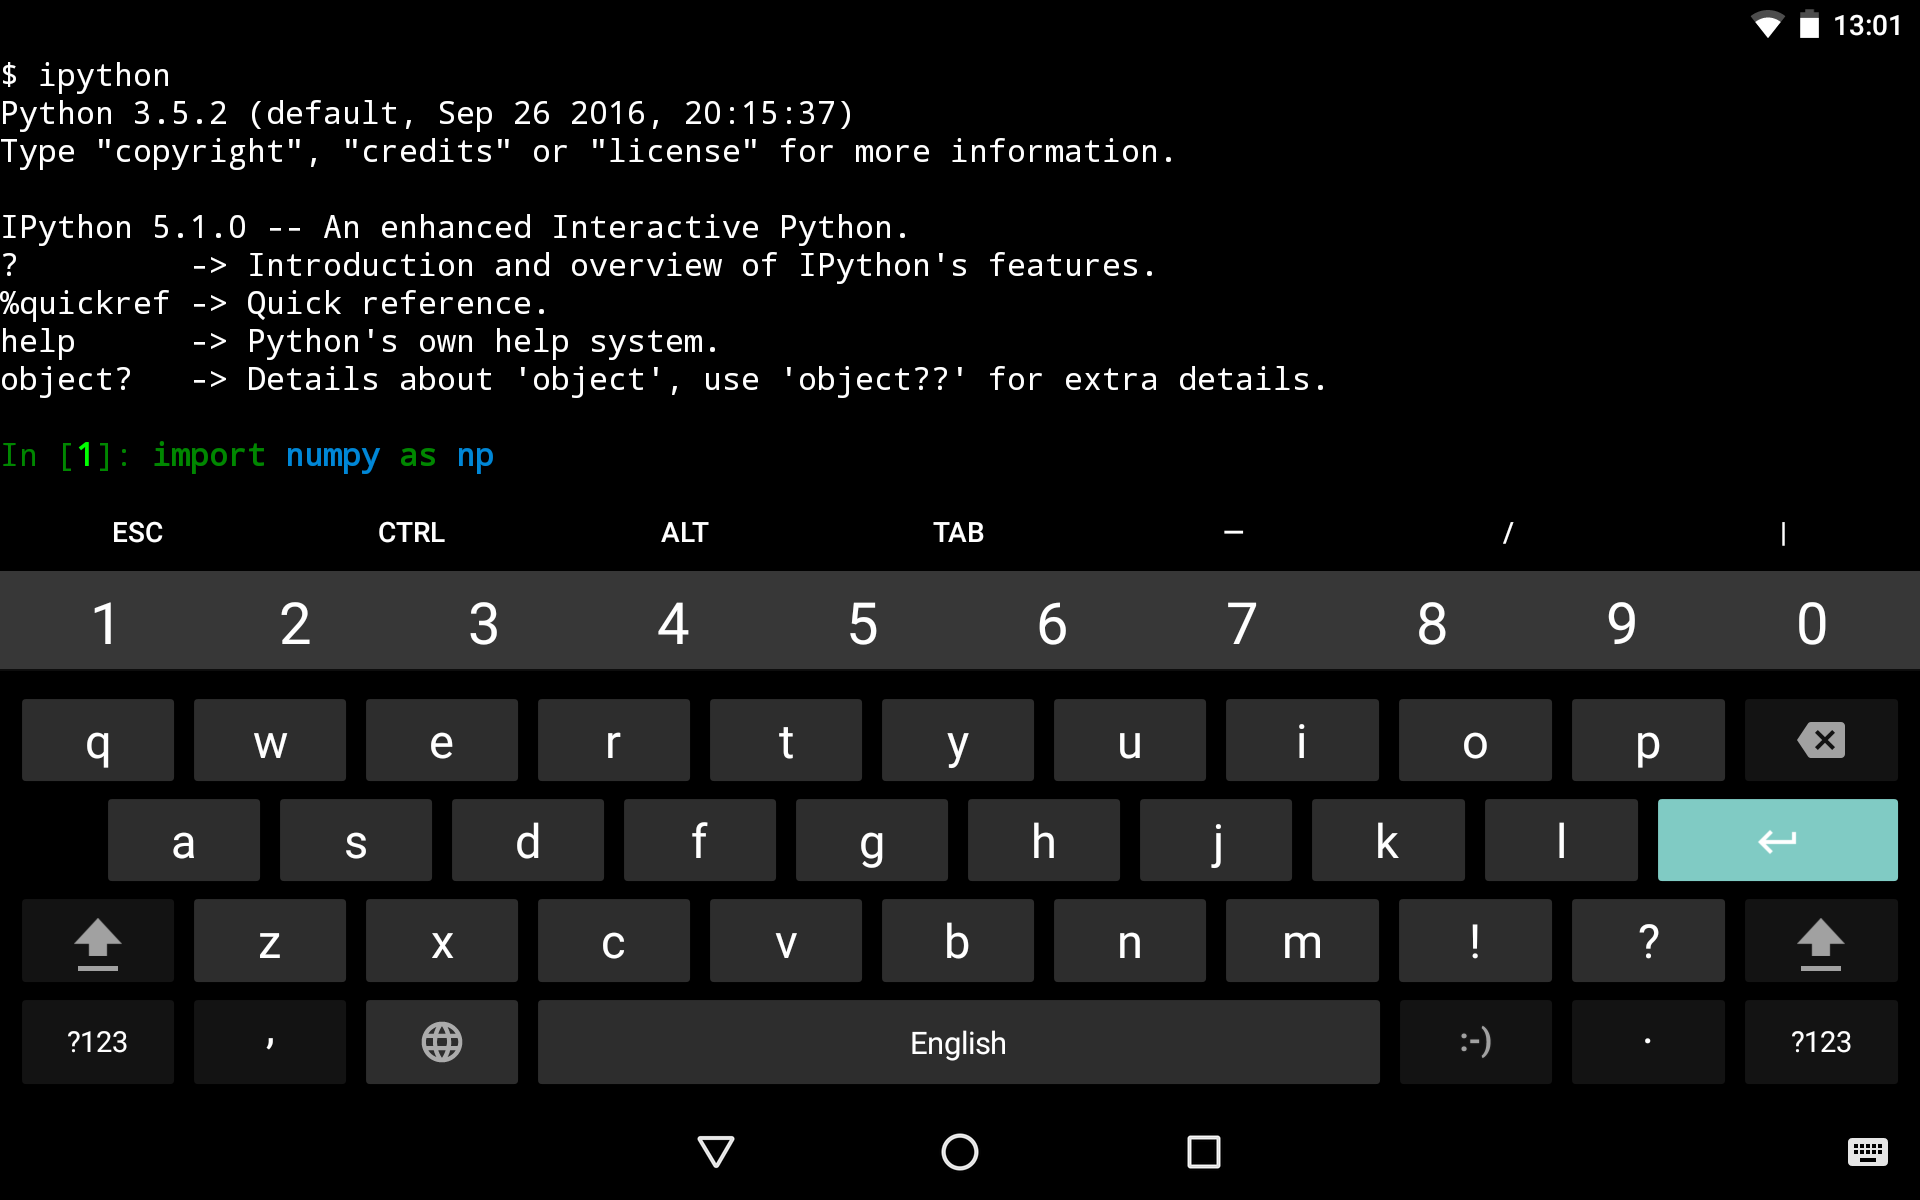 13:01
$ ipython
Python 3.5.2 (default, Sep 26 2016, 20:15:37)
Type "copyright", "credits" or "license" for more information.
IPython 5.1.0 -- An enhanced Interactive Python.
?         -> Introduction and overview of IPython's features.
%quickref -> Quick reference.
help      -> Python's own help system.
object?   -> Details about 'object', use 'object??' for extra details.
In [1]: import numpy as np
ESC CTRL ALT TAB — / |
1 2 3 4 5 6 7 8 9 0
q w e r t y u i o p
a s d f g h j k l
z x c v b n m ! ?
?123 , English :-) . ?123